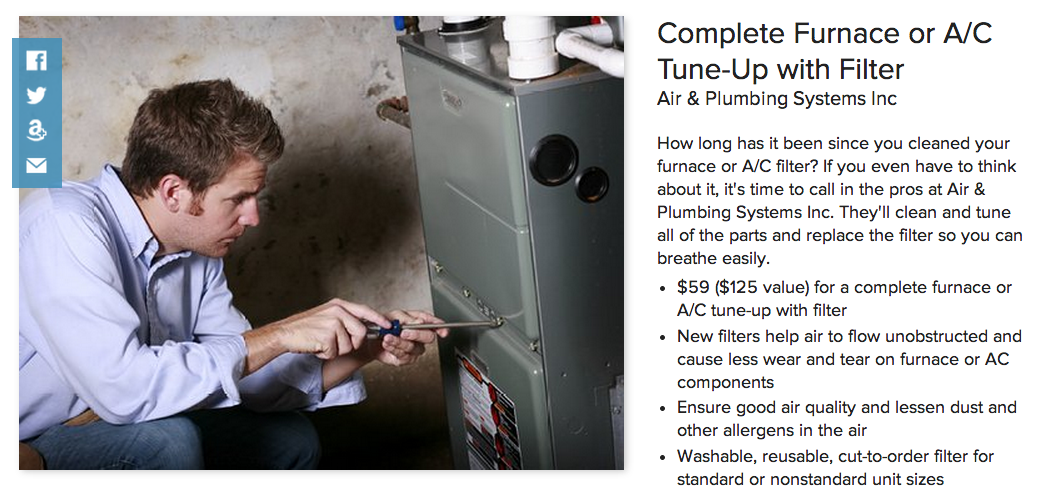 Complete Furnace or A/C
Tune-Up with Filter
Air & Plumbing Systems Inc
How long has it been since you cleaned your
furnace or A/C filter? If you even have to think
about it, it's time to call in the pros at Air &
Plumbing Systems Inc. They'll clean and tune
all of the parts and replace the filter so you can
breathe easily.
• $59 ($125 value) for a complete furnace or
A/C tune-up with filter
• New filters help air to flow unobstructed and
cause less wear and tear on furnace or AC
components
• Ensure good air quality and lessen dust and
other allergens in the air
• Washable, reusable, cut-to-order filter for
standard or nonstandard unit sizes